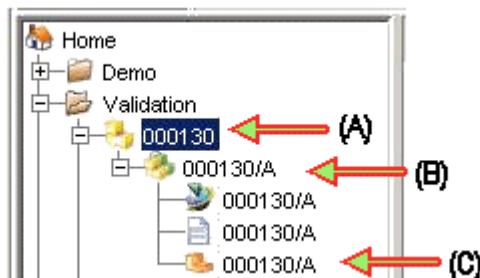 Home
Demo
Validation
000130 (A)
000130/A (B)
000130/A
000130/A
000130/A (C)